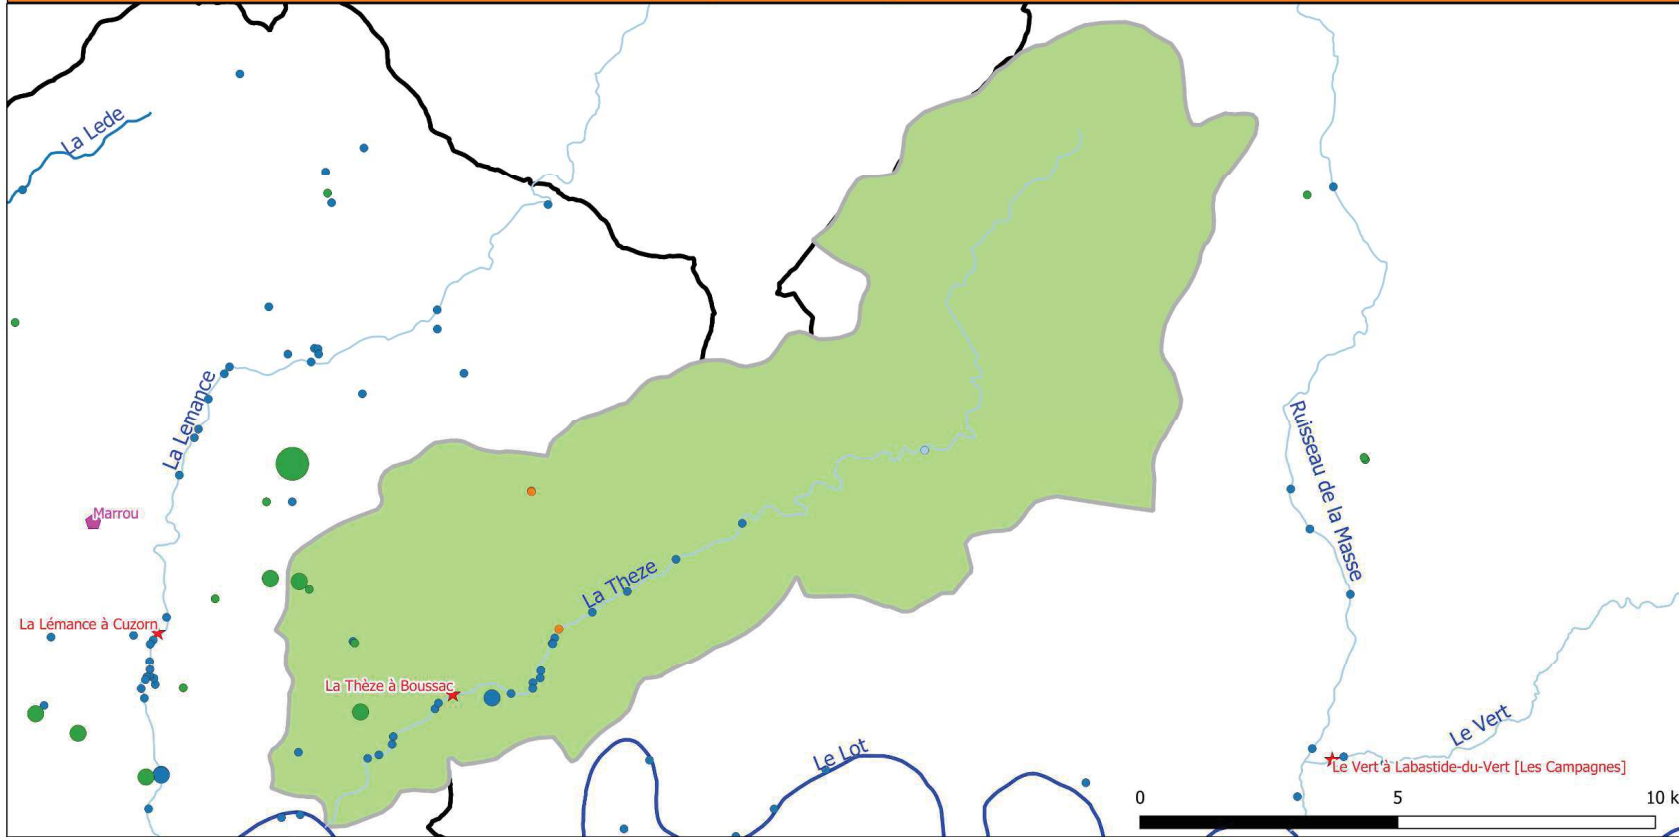 La Lede
La Lemance
Marrou
La Lémance à Cuzorn
La Theze
La Thèze à Boussac
Le Lot
Ruisseau de la Masse
Le Vert
Le Vert à Labastide-du-Vert [Les Campagnes]
0 5 10 k